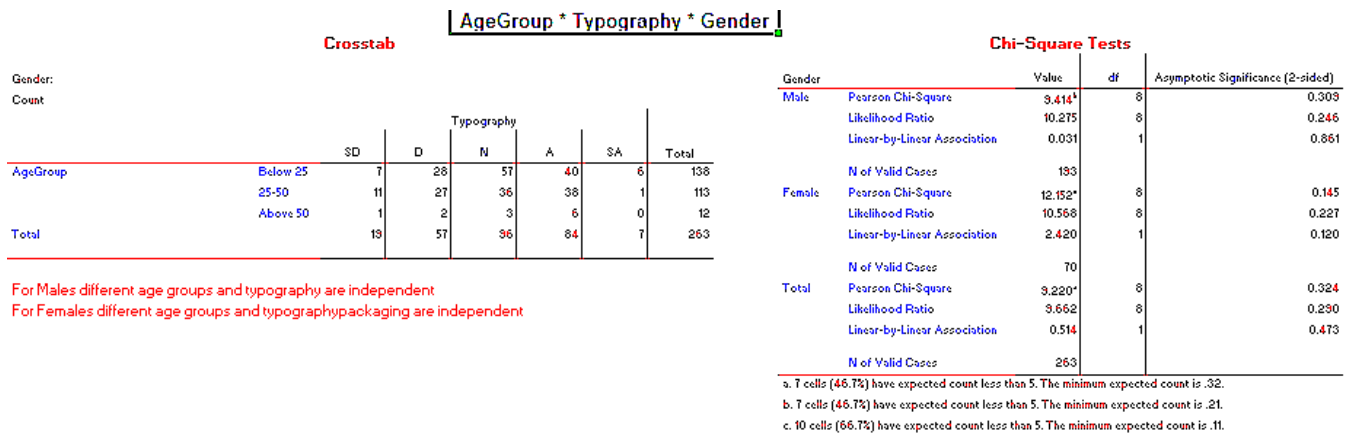 AgeGroup * Typography * Gender
Crosstab
Gender:
Count
Typography
SD D N A SA Total
AgeGroup Below 25 7 28 57 40 6 138
25-50 11 27 36 38 1 113
Above 50 1 2 3 6 0 12
Total 19 57 96 84 7 263
For Males different age groups and typography are independent
For Females different age groups and typographypackaging are independent
Chi-Square Tests
Gender Value df Asymptotic Significance (2-sided)
Male Pearson Chi-Square 9.414ᵇ 8 0.309
Likelihood Ratio 10.275 8 0.246
Linear-by-Linear Association 0.031 1 0.861
N of Valid Cases 193
Female Pearson Chi-Square 12.152 8 0.145
Likelihood Ratio 10.568 8 0.227
Linear-by-Linear Association 2.420 1 0.120
N of Valid Cases 70
Total Pearson Chi-Square 9.220 8 0.324
Likelihood Ratio 9.662 8 0.290
Linear-by-Linear Association 0.514 1 0.473
N of Valid Cases 263
a. 7 cells (46.7%) have expected count less than 5. The minimum expected count is .32.
b. 7 cells (46.7%) have expected count less than 5. The minimum expected count is .21.
c. 10 cells (66.7%) have expected count less than 5. The minimum expected count is .11.